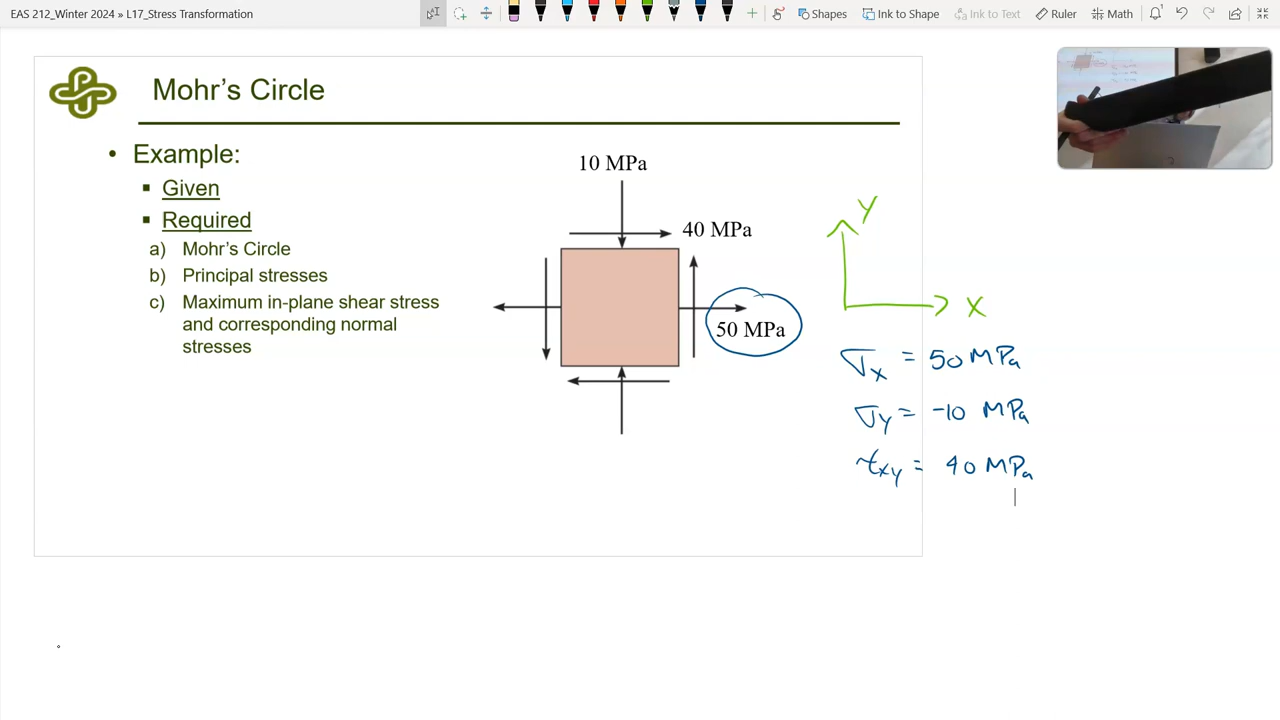 EAS 212_Winter 2024 » L17_Stress Transformation
Shapes
Ink to Shape
Ink to Text
Ruler
Math
Mohr's Circle
• Example:
▪ Given
▪ Required
a) Mohr's Circle
b) Principal stresses
c) Maximum in-plane shear stress
and corresponding normal
stresses
10 MPa
40 MPa
50 MPa
Y
X
σx = 50 MPa
σy = -10 MPa
τxy = 40 MPa